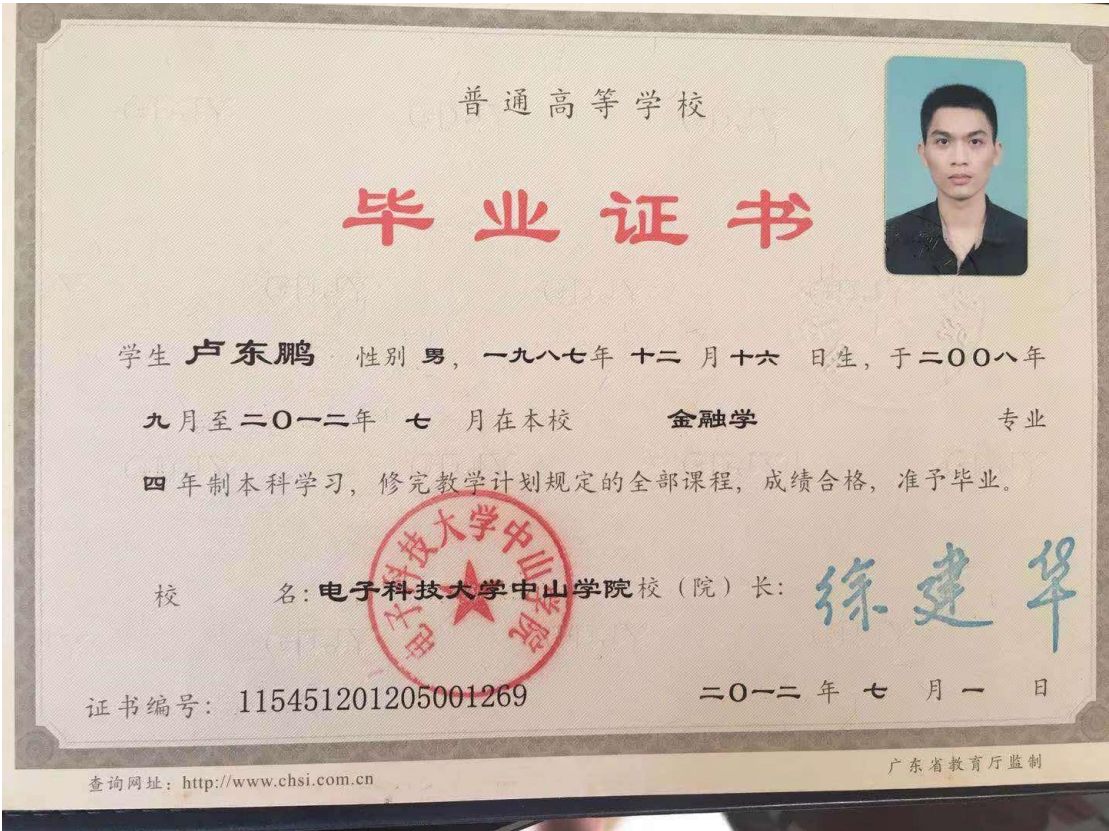 普通高等学校
毕业证书
学生 卢东鹏 性别 男，一九八七年 十二 月 十六 日生，于 二〇〇八年
九 月至 二〇一二年 七 月在本校 金融学 专业
四 年制本科学习，修完教学计划规定的全部课程，成绩合格，准予毕业。
校 名：电子科技大学中山学院 校（院）长：徐建华
电子科技大学中山学院
证书编号：115451201205001269 二〇一二 年 七 月 一 日
查询网址：http://www.chsi.com.cn 广东省教育厅监制